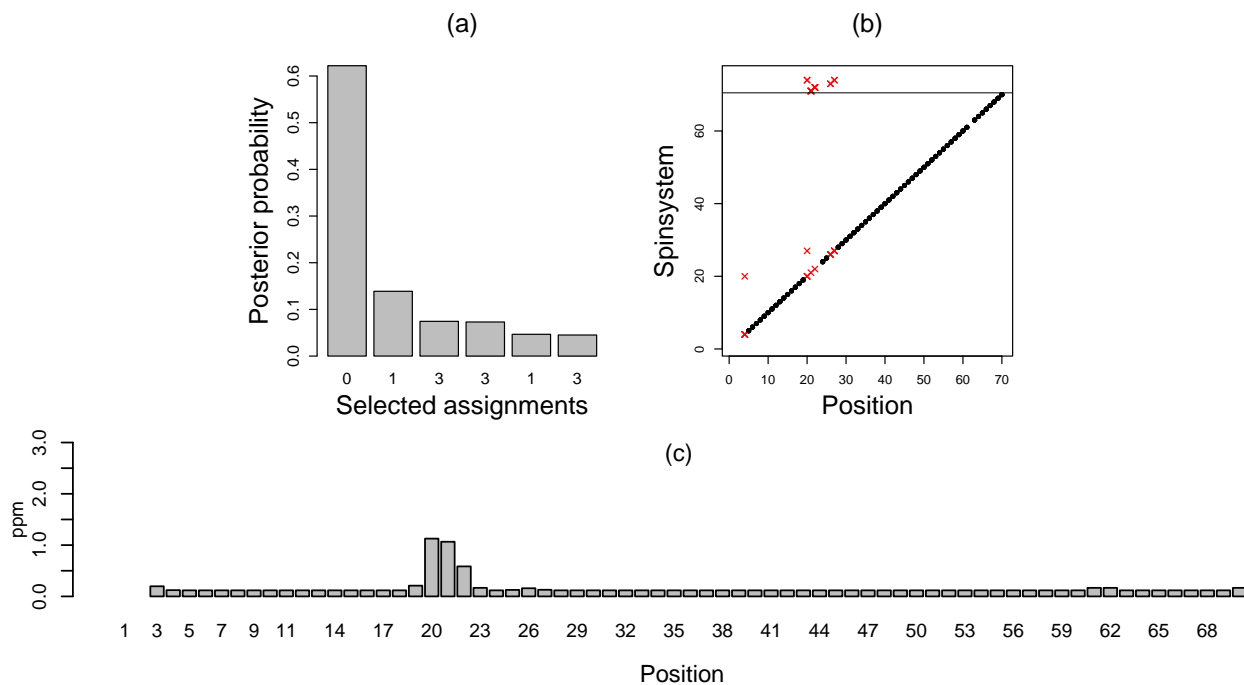 (a)
Posterior probability
0.0 0.1 0.2 0.3 0.4 0.5 0.6
0 1 3 3 1 3
Selected assignments
(b)
Spinsystem
0 20 40 60
0 10 20 30 40 50 60 70
Position
(c)
ppm
0.0 1.0 2.0 3.0
1 3 5 7 9 11 14 17 20 23 26 29 32 35 38 41 44 47 50 53 56 59 62 65 68
Position